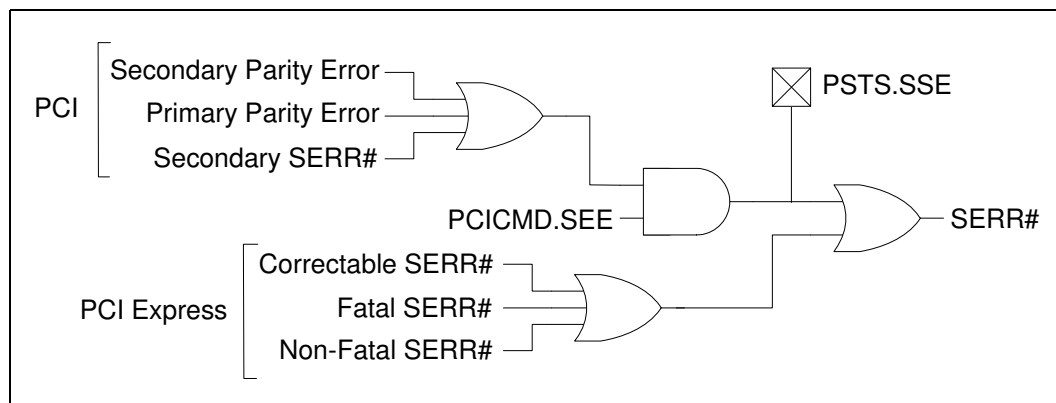 PCI
Secondary Parity Error
Primary Parity Error
Secondary SERR#
PSTS.SSE
PCICMD.SEE
SERR#
PCI Express
Correctable SERR#
Fatal SERR#
Non-Fatal SERR#